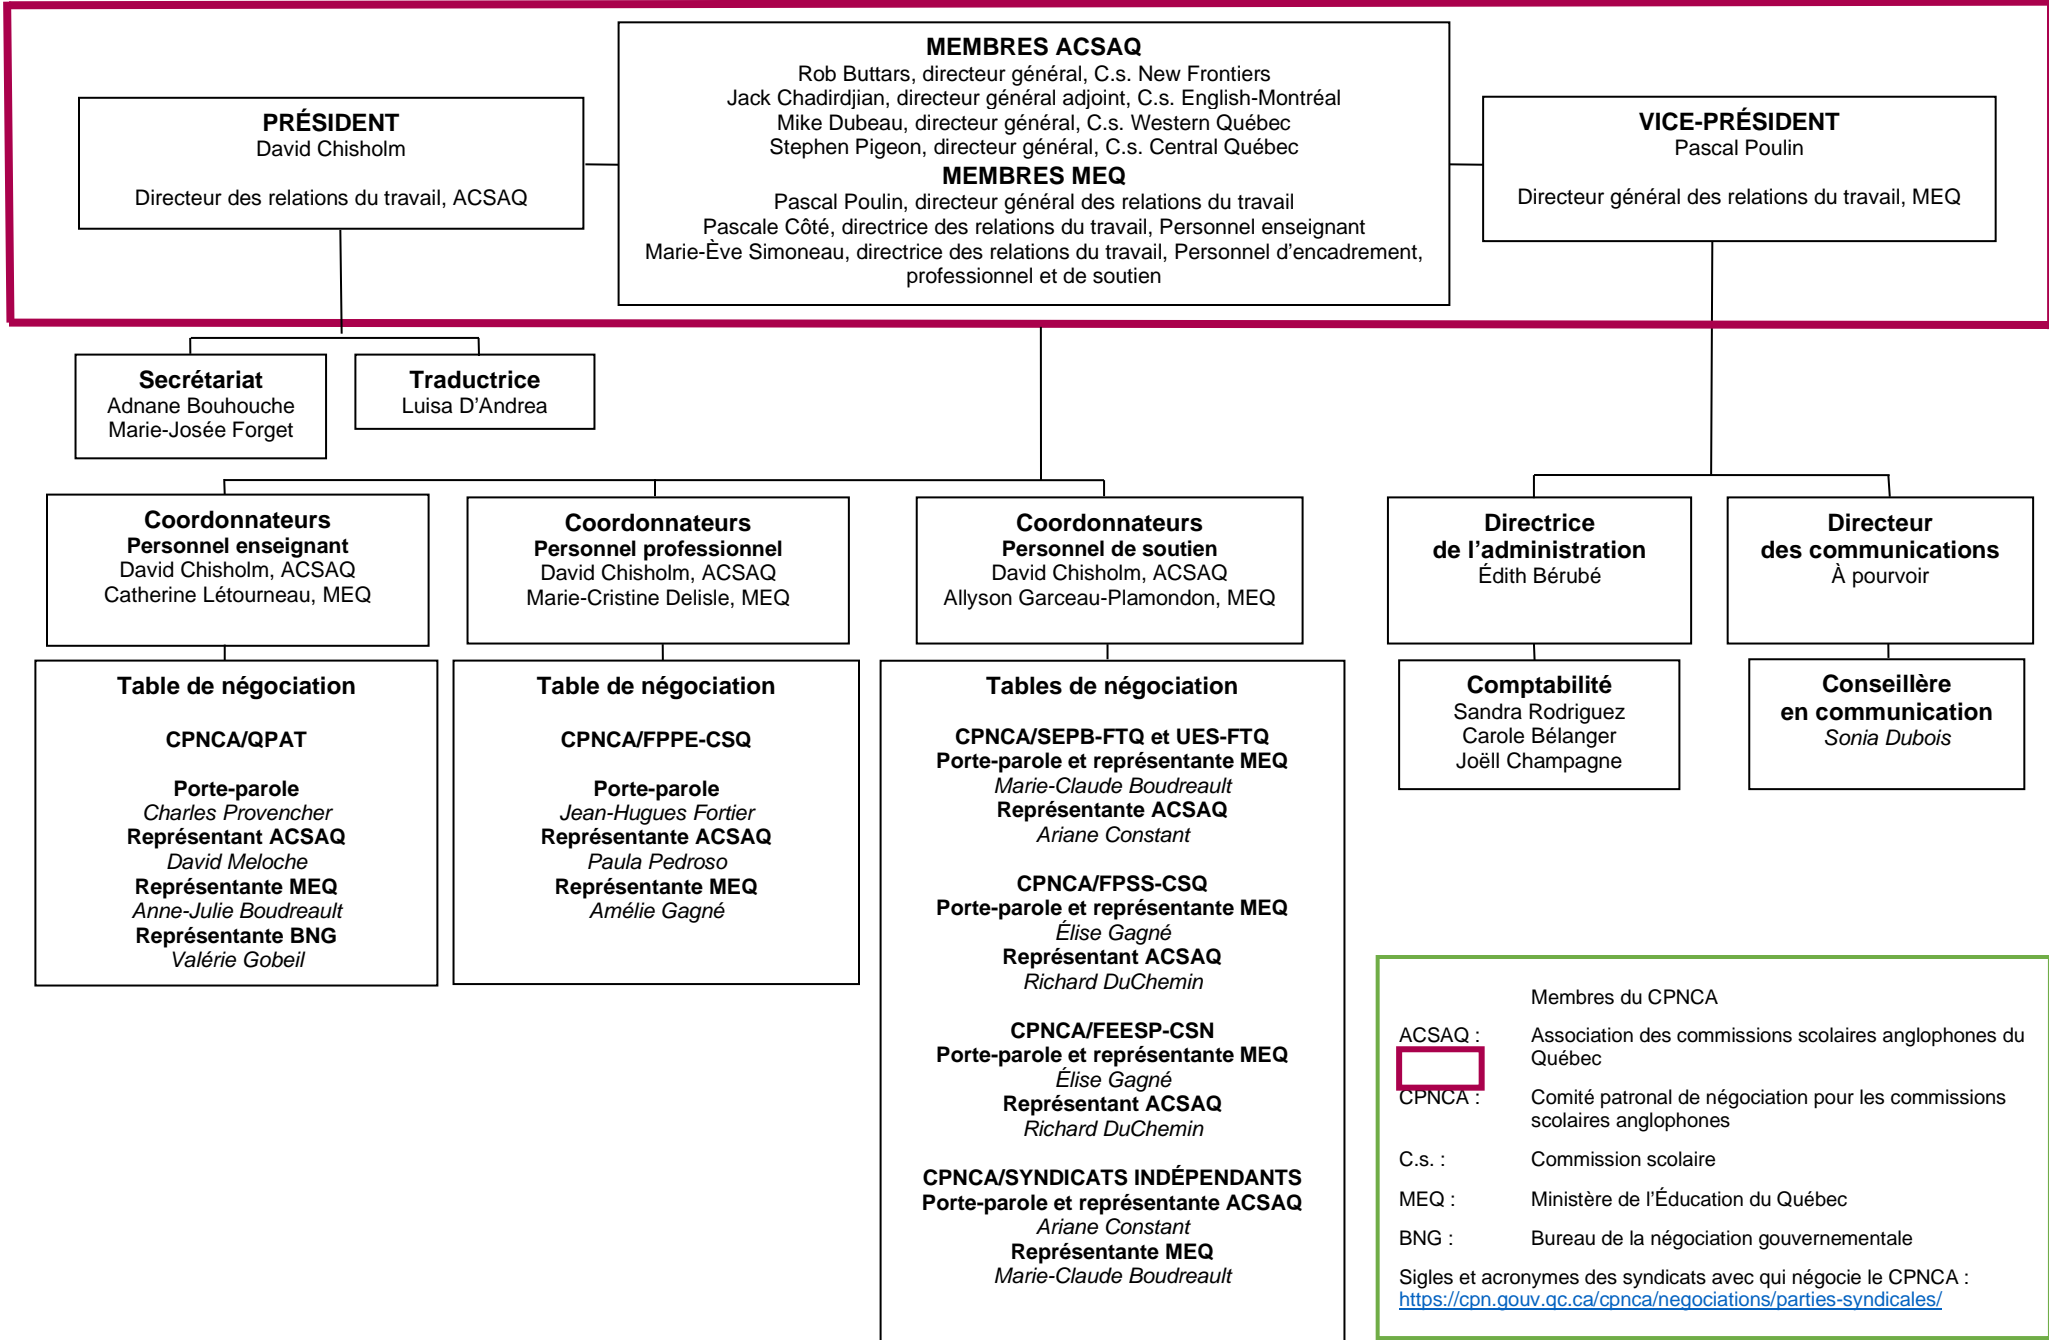 PRÉSIDENT
David Chisholm
Directeur des relations du travail, ACSAQ
MEMBRES ACSAQ
Rob Buttars, directeur général, C.s. New Frontiers
Jack Chadirdjian, directeur général adjoint, C.s. English-Montréal
Mike Dubeau, directeur général, C.s. Western Québec
Stephen Pigeon, directeur général, C.s. Central Québec
MEMBRES MEQ
Pascal Poulin, directeur général des relations du travail
Pascale Côté, directrice des relations du travail, Personnel enseignant
Marie-Ève Simoneau, directrice des relations du travail, Personnel d'encadrement,
professionnel et de soutien
VICE-PRÉSIDENT
Pascal Poulin
Directeur général des relations du travail, MEQ
Secrétariat
Adnane Bouhouche
Marie-Josée Forget
Traductrice
Luisa D'Andrea
Coordonnateurs
Personnel enseignant
David Chisholm, ACSAQ
Catherine Létourneau, MEQ
Coordonnateurs
Personnel professionnel
David Chisholm, ACSAQ
Marie-Cristine Delisle, MEQ
Coordonnateurs
Personnel de soutien
David Chisholm, ACSAQ
Allyson Garceau-Plamondon, MEQ
Directrice
de l'administration
Édith Bérubé
Directeur
des communications
À pourvoir
Table de négociation
CPNCA/QPAT
Porte-parole
Charles Provencher
Représentant ACSAQ
David Meloche
Représentante MEQ
Anne-Julie Boudreault
Représentante BNG
Valérie Gobeil
Table de négociation
CPNCA/FPPE-CSQ
Porte-parole
Jean-Hugues Fortier
Représentante ACSAQ
Paula Pedroso
Représentante MEQ
Amélie Gagné
Tables de négociation
CPNCA/SEPB-FTQ et UES-FTQ
Porte-parole et représentante MEQ
Marie-Claude Boudreault
Représentante ACSAQ
Ariane Constant
CPNCA/FPSS-CSQ
Porte-parole et représentante MEQ
Élise Gagné
Représentant ACSAQ
Richard DuChemin
CPNCA/FEESP-CSN
Porte-parole et représentante MEQ
Élise Gagné
Représentant ACSAQ
Richard DuChemin
CPNCA/SYNDICATS INDÉPENDANTS
Porte-parole et représentante ACSAQ
Ariane Constant
Représentante MEQ
Marie-Claude Boudreault
Comptabilité
Sandra Rodriguez
Carole Bélanger
Joëll Champagne
Conseillère
en communication
Sonia Dubois
Membres du CPNCA
ACSAQ : Association des commissions scolaires anglophones du
Québec
CPNCA : Comité patronal de négociation pour les commissions
scolaires anglophones
C.s. : Commission scolaire
MEQ : Ministère de l'Éducation du Québec
BNG : Bureau de la négociation gouvernementale
Sigles et acronymes des syndicats avec qui négocie le CPNCA :
https://cpn.gouv.qc.ca/cpnca/negociations/parties-syndicales/